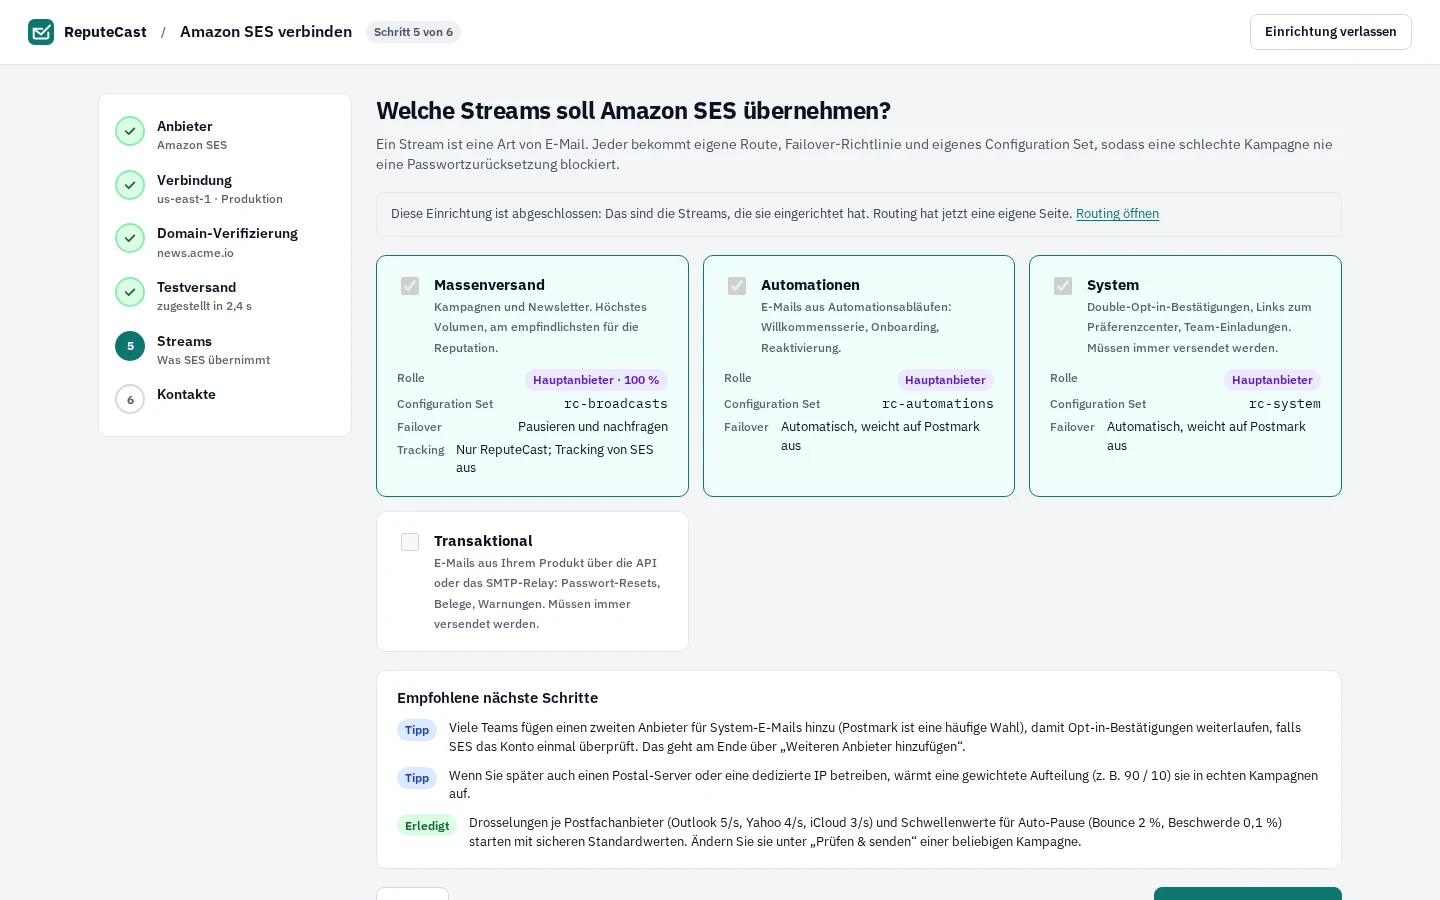 ReputeCast / Amazon SES verbinden Schritt 5 von 6
Einrichtung verlassen
Anbieter
Amazon SES
Verbindung
us-east-1 · Produktion
Domain-Verifizierung
news.acme.io
Testversand
zugestellt in 2,4 s
5
Streams
Was SES übernimmt
6
Kontakte
Welche Streams soll Amazon SES übernehmen?
Ein Stream ist eine Art von E-Mail. Jeder bekommt eigene Route, Failover-Richtlinie und eigenes Configuration Set, sodass eine schlechte Kampagne nie
eine Passwortzurücksetzung blockiert.
Diese Einrichtung ist abgeschlossen: Das sind die Streams, die sie eingerichtet hat. Routing hat jetzt eine eigene Seite. Routing öffnen
Massenversand
Kampagnen und Newsletter. Höchstes
Volumen, am empfindlichsten für die
Reputation.
Rolle Hauptanbieter · 100 %
Configuration Set rc-broadcasts
Failover Pausieren und nachfragen
Tracking Nur ReputeCast; Tracking von SES
aus
Automationen
E-Mails aus Automationsabläufen:
Willkommensserie, Onboarding,
Reaktivierung.
Rolle Hauptanbieter
Configuration Set rc-automations
Failover Automatisch, weicht auf Postmark
aus
System
Double-Opt-in-Bestätigungen, Links zum
Präferenzcenter, Team-Einladungen.
Müssen immer versendet werden.
Rolle Hauptanbieter
Configuration Set rc-system
Failover Automatisch, weicht auf Postmark
aus
Transaktional
E-Mails aus Ihrem Produkt über die API
oder das SMTP-Relay: Passwort-Resets,
Belege, Warnungen. Müssen immer
versendet werden.
Empfohlene nächste Schritte
Tipp Viele Teams fügen einen zweiten Anbieter für System-E-Mails hinzu (Postmark ist eine häufige Wahl), damit Opt-in-Bestätigungen weiterlaufen, falls
SES das Konto einmal überprüft. Das geht am Ende über „Weiteren Anbieter hinzufügen“.
Tipp Wenn Sie später auch einen Postal-Server oder eine dedizierte IP betreiben, wärmt eine gewichtete Aufteilung (z. B. 90 / 10) sie in echten Kampagnen
auf.
Erledigt Drosselungen je Postfachanbieter (Outlook 5/s, Yahoo 4/s, iCloud 3/s) und Schwellenwerte für Auto-Pause (Bounce 2 %, Beschwerde 0,1 %)
starten mit sicheren Standardwerten. Ändern Sie sie unter „Prüfen & senden“ einer beliebigen Kampagne.